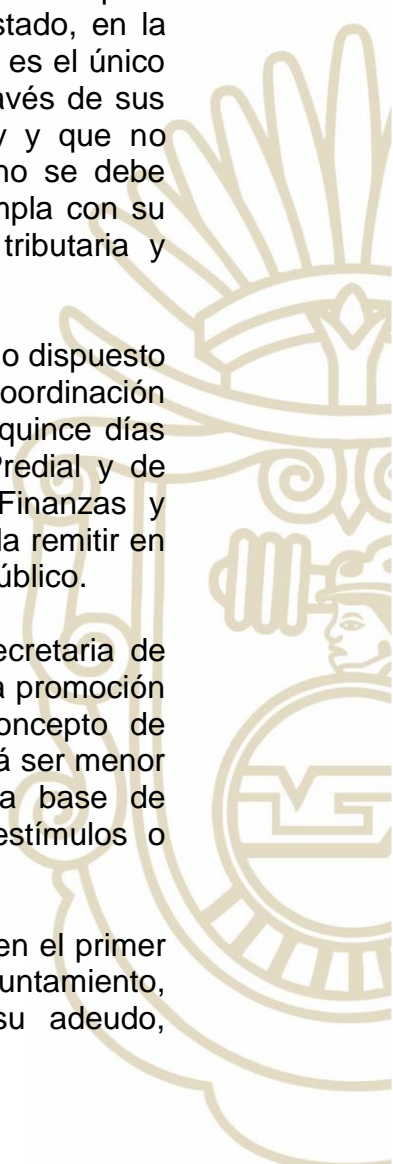 stado, en la
es el único
avés de sus
y y que no
no se debe
mpla con su
tributaria y
o dispuesto
oordinación
quince días
Predial y de
Finanzas y
la remitir en
úblico.
ecretaria de
a promoción
oncepto de
á ser menor
a base de
estímulos o
en el primer
untamiento,
su adeudo,